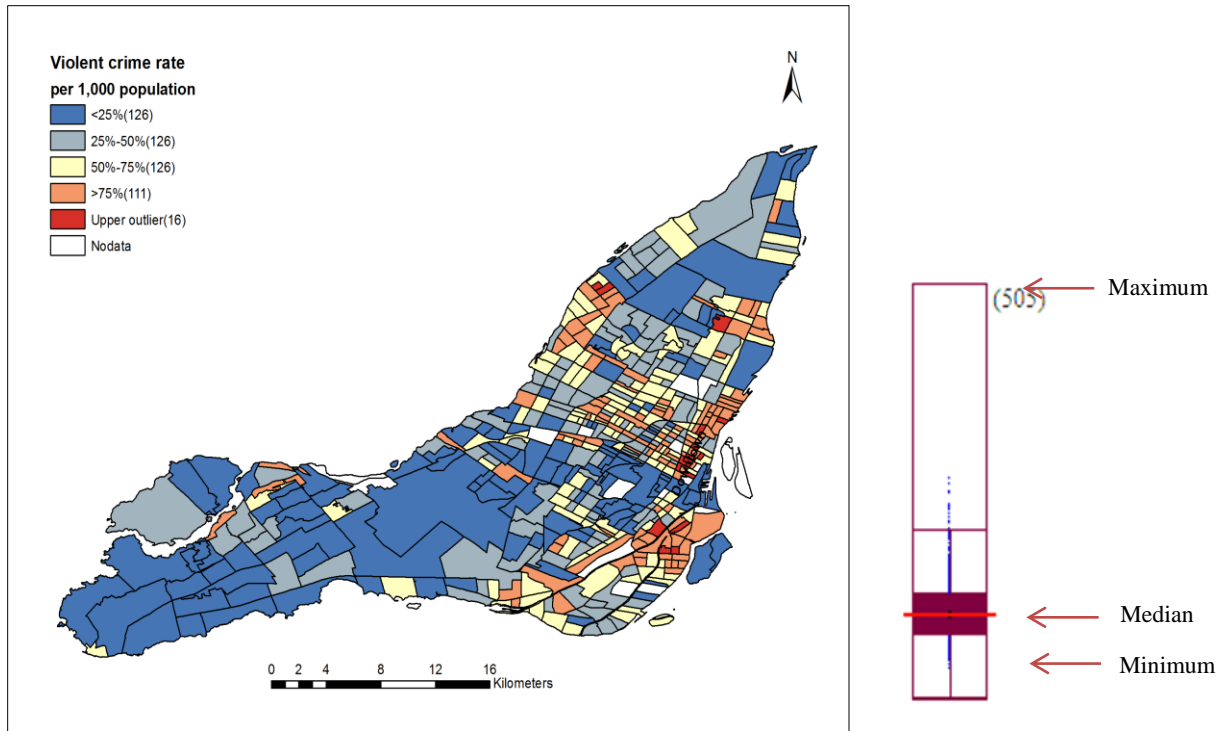 Violent crime rate
per 1,000 population
<25%(126)
25%-50%(126)
50%-75%(126)
>75%(111)
Upper outlier(16)
Nodata
N
Downtown
0 2 4 8 12 16
Kilometers
(505)
Maximum
Median
Minimum